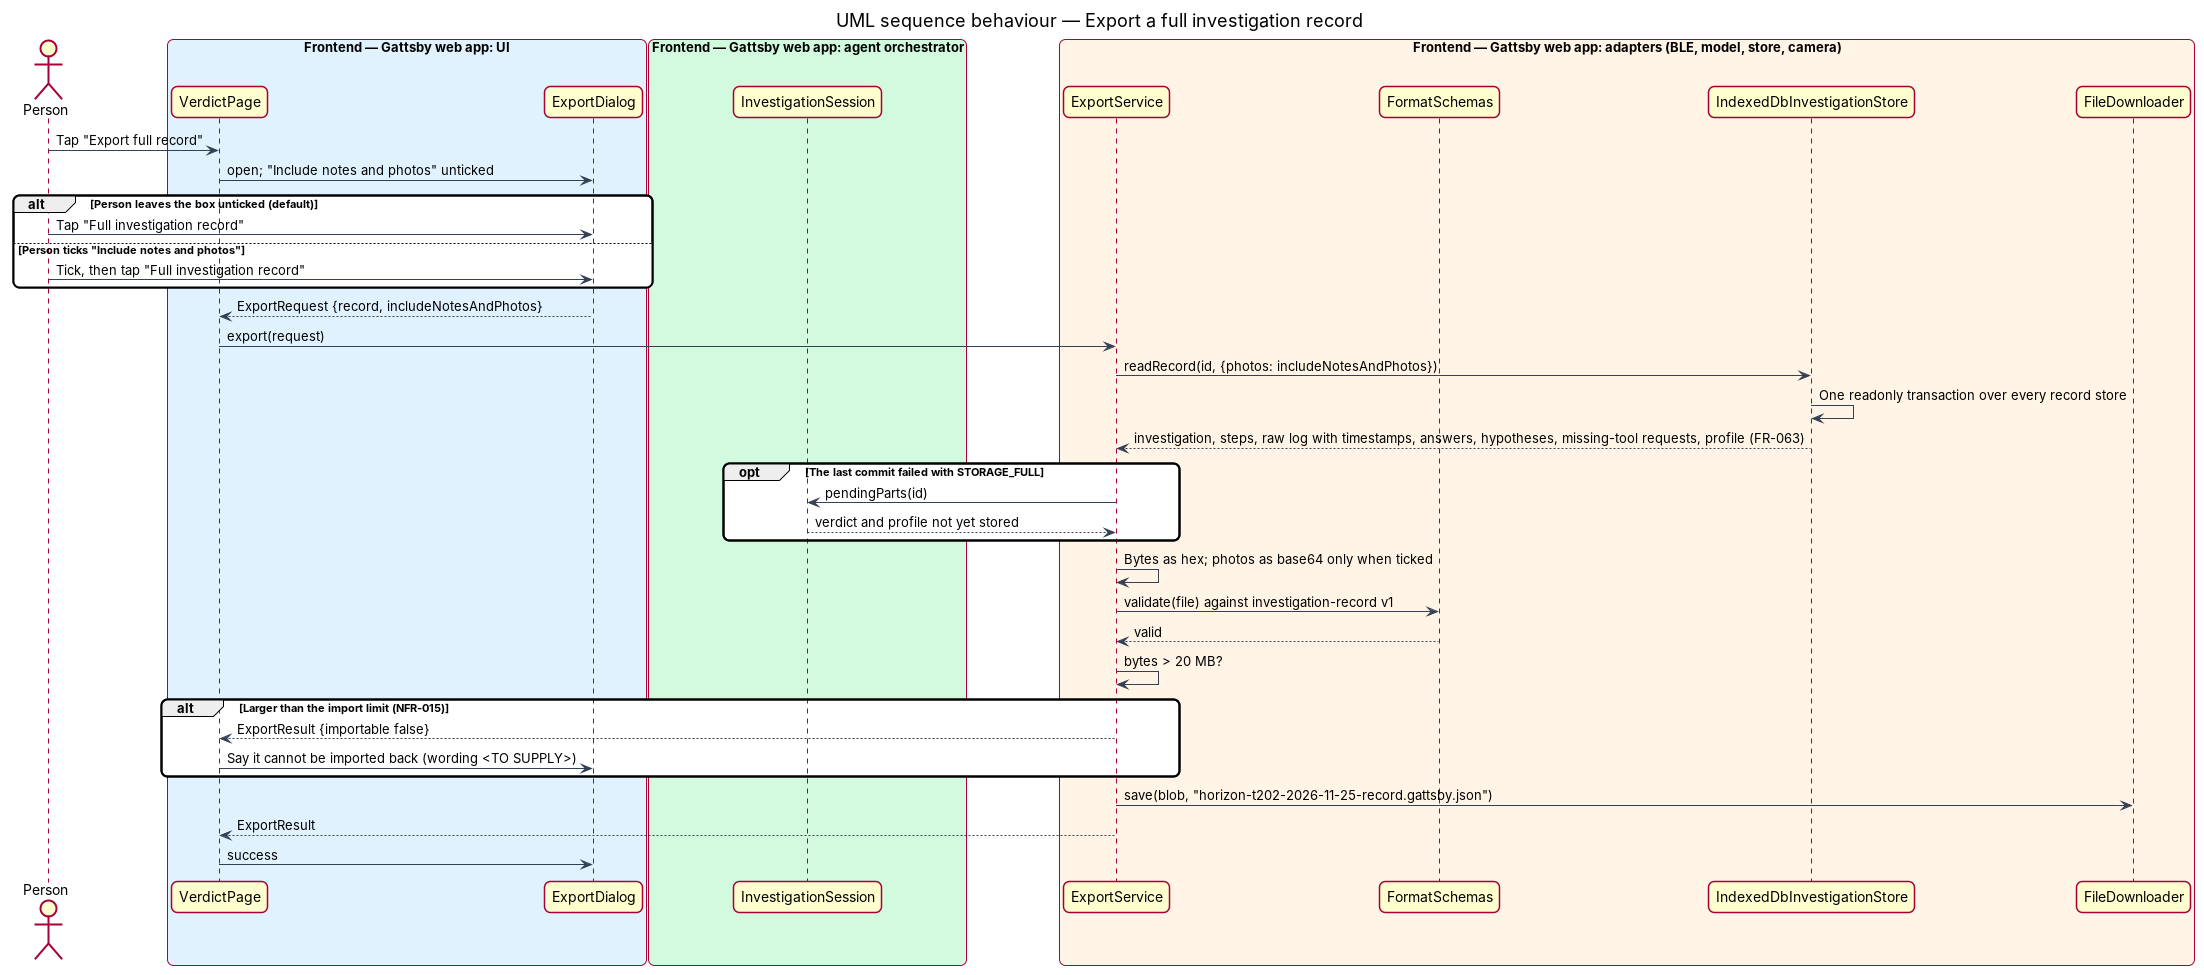 UML sequence behaviour — Export a full investigation record
Frontend — Gattsby web app: UI
Frontend — Gattsby web app: agent orchestrator
Frontend — Gattsby web app: adapters (BLE, model, store, camera)
Person
VerdictPage
ExportDialog
InvestigationSession
ExportService
FormatSchemas
IndexedDbInvestigationStore
FileDownloader
Tap "Export full record"
open; "Include notes and photos" unticked
alt
[Person leaves the box unticked (default)]
Tap "Full investigation record"
[Person ticks "Include notes and photos"]
Tick, then tap "Full investigation record"
ExportRequest {record, includeNotesAndPhotos}
export(request)
readRecord(id, {photos: includeNotesAndPhotos})
One readonly transaction over every record store
investigation, steps, raw log with timestamps, answers, hypotheses, missing-tool requests, profile (FR-063)
opt
[The last commit failed with STORAGE_FULL]
pendingParts(id)
verdict and profile not yet stored
Bytes as hex; photos as base64 only when ticked
validate(file) against investigation-record v1
valid
bytes > 20 MB?
alt
[Larger than the import limit (NFR-015)]
ExportResult {importable false}
Say it cannot be imported back (wording <TO SUPPLY>)
save(blob, "horizon-t202-2026-11-25-record.gattsby.json")
ExportResult
success
Person
VerdictPage
ExportDialog
InvestigationSession
ExportService
FormatSchemas
IndexedDbInvestigationStore
FileDownloader